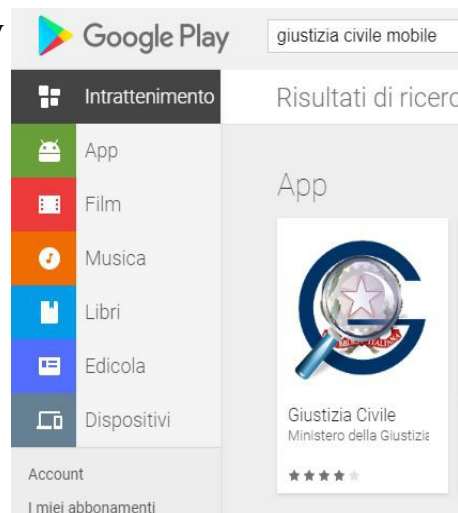 Google Play
giustizia civile mobile
Intrattenimento
Risultati di ricerc
App
Film
Musica
Libri
Edicola
Dispositivi
Account
I miei abbonamenti
App
Giustizia Civile
Ministero della Giustizia